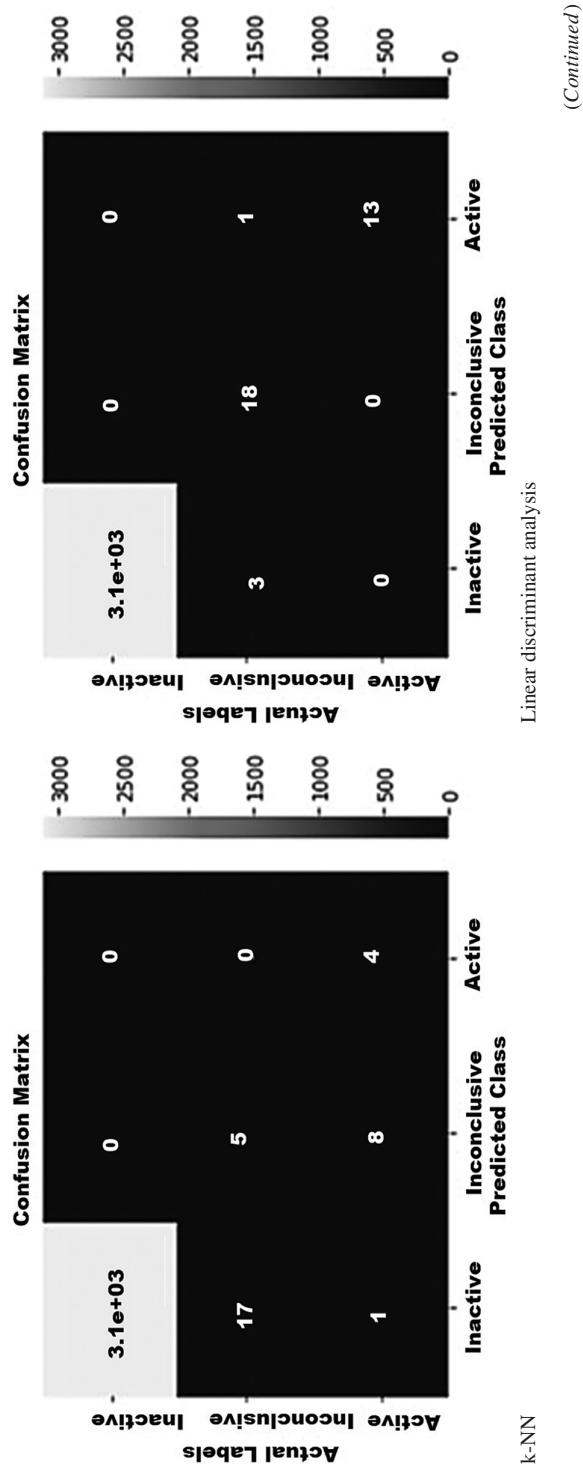 Confusion Matrix
Actual Labels
Inactive
Inconclusive
Active
3.1e+03 0 0
17 5 0
1 8 4
Inactive Inconclusive Active
Predicted Class
3000
2500
2000
1500
1000
500
0
k-NN
Confusion Matrix
Actual Labels
Inactive
Inconclusive
Active
3.1e+03 0 0
3 18 1
0 0 13
Inactive Inconclusive Active
Predicted Class
3000
2500
2000
1500
1000
500
0
Linear discriminant analysis
(Continued)